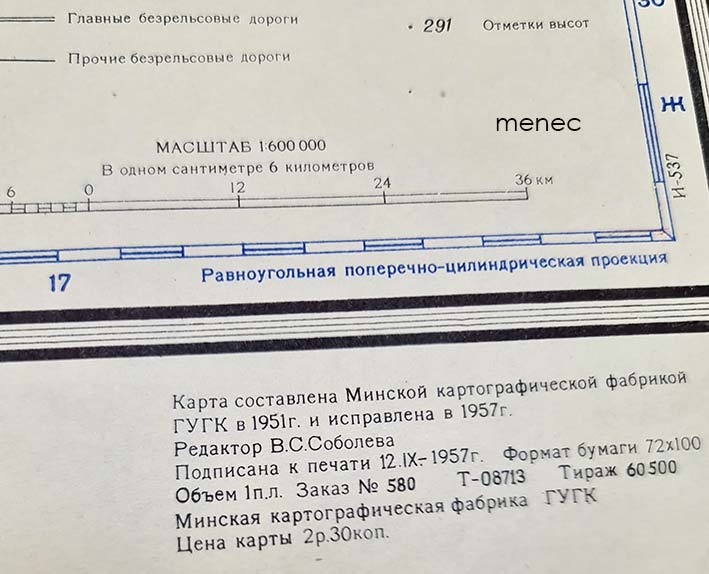 Главные безрельсовые дороги
· 291 Отметки высот
Прочие безрельсовые дороги
30
Ж
menec
МАСШТАБ 1:600 000
В одном сантиметре 6 километров
6 0 12 24 36 км
И-537
17
Равноугольная поперечно-цилиндрическая проекция
Карта составлена Минской картографической фабрикой
ГУГК в 1951г. и исправлена в 1957г.
Редактор В.С.Соболева
Подписана к печати 12.IX-1957г. Формат бумаги 72х100
Объем 1п.л. Заказ № 580 Т-08713 Тираж 60500
Минская картографическая фабрика ГУГК
Цена карты 2р.30коп.